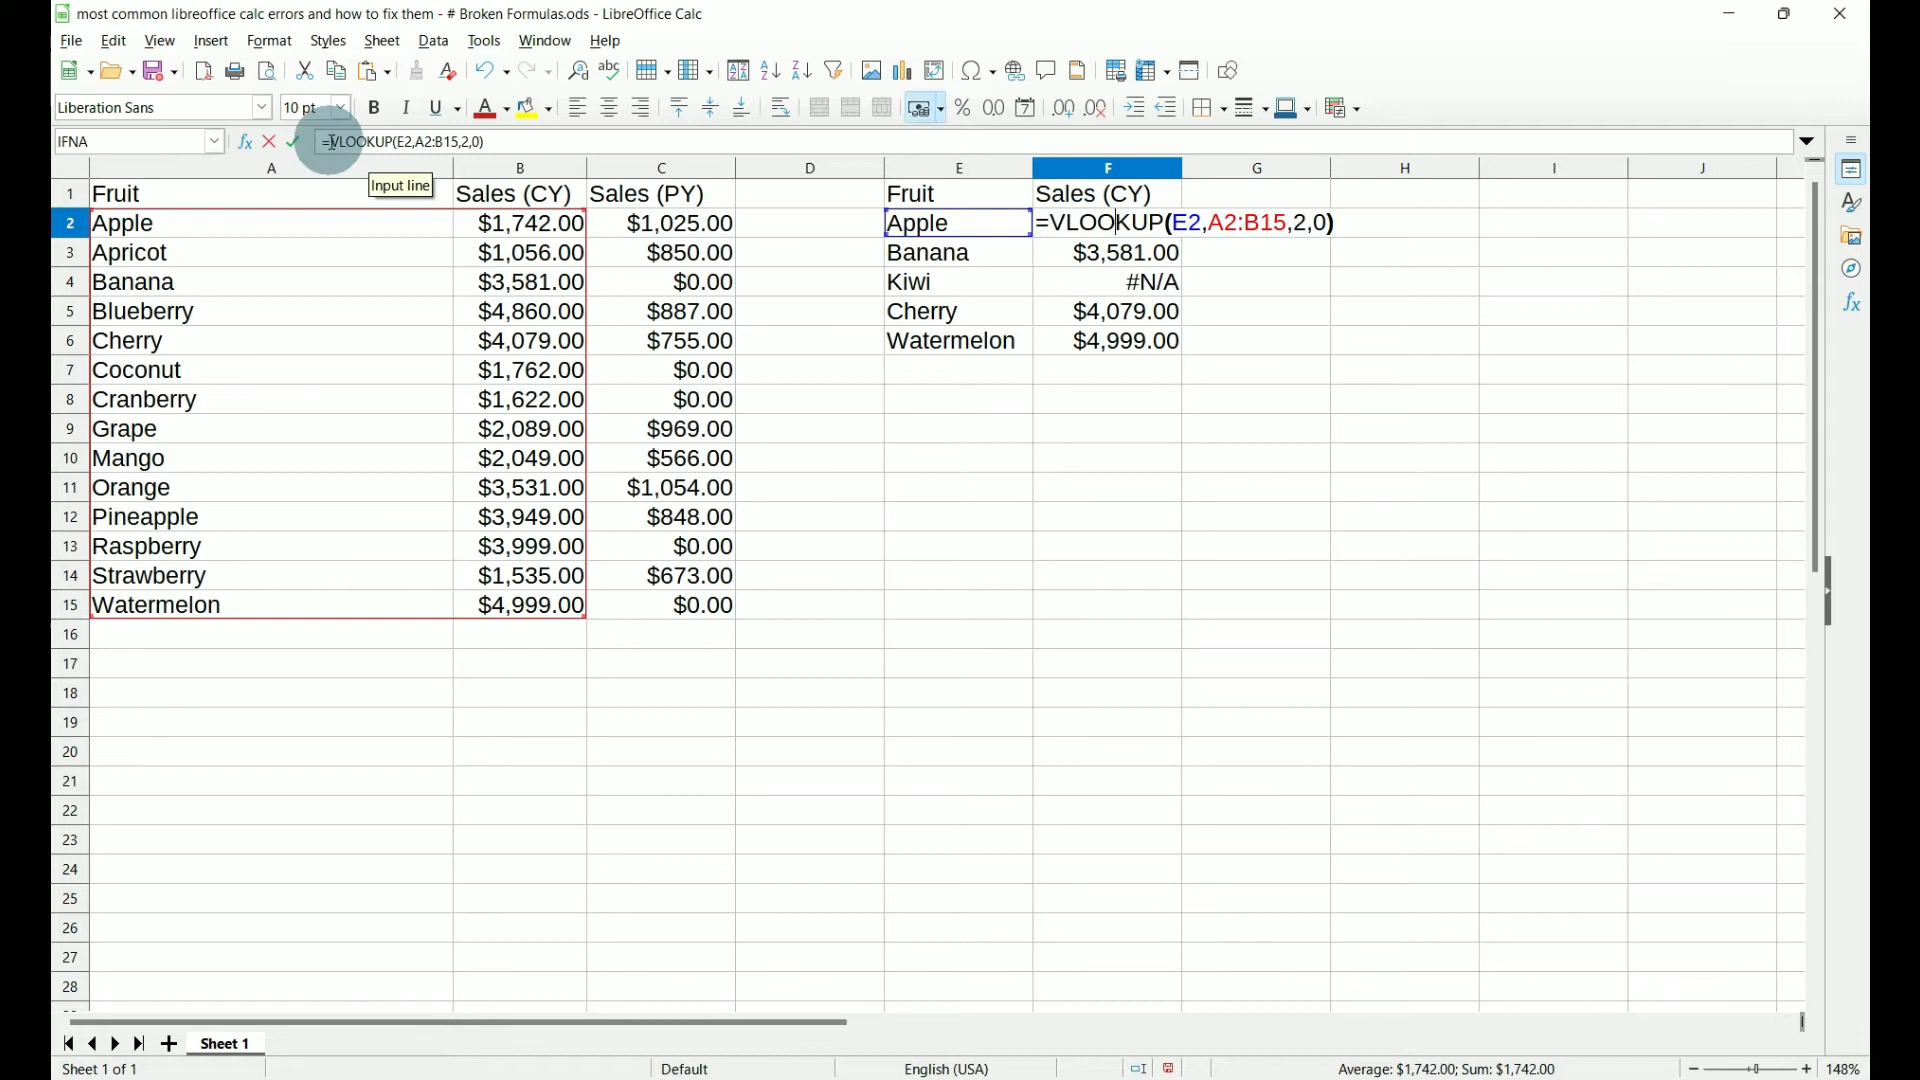 most common libreoffice calc errors and how to fix them - # Broken Formulas.ods - LibreOffice Calc
File Edit View Insert Format Styles Sheet Data Tools Window Help
Liberation Sans 10 pt
IFNA =VLOOKUP(E2,A2:B15,2,0)
Input line
A B C D E F G H I J
1 Fruit Sales (CY) Sales (PY) Fruit Sales (CY)
2 Apple $1,742.00 $1,025.00 Apple =VLOOKUP(E2,A2:B15,2,0)
3 Apricot $1,056.00 $850.00 Banana $3,581.00
4 Banana $3,581.00 $0.00 Kiwi #N/A
5 Blueberry $4,860.00 $887.00 Cherry $4,079.00
6 Cherry $4,079.00 $755.00 Watermelon $4,999.00
7 Coconut $1,762.00 $0.00
8 Cranberry $1,622.00 $0.00
9 Grape $2,089.00 $969.00
10 Mango $2,049.00 $566.00
11 Orange $3,531.00 $1,054.00
12 Pineapple $3,949.00 $848.00
13 Raspberry $3,999.00 $0.00
14 Strawberry $1,535.00 $673.00
15 Watermelon $4,999.00 $0.00
16
17
18
19
20
21
22
23
24
25
26
27
28
Sheet 1
Sheet 1 of 1 Default English (USA) Average: $1,742.00; Sum: $1,742.00 148%